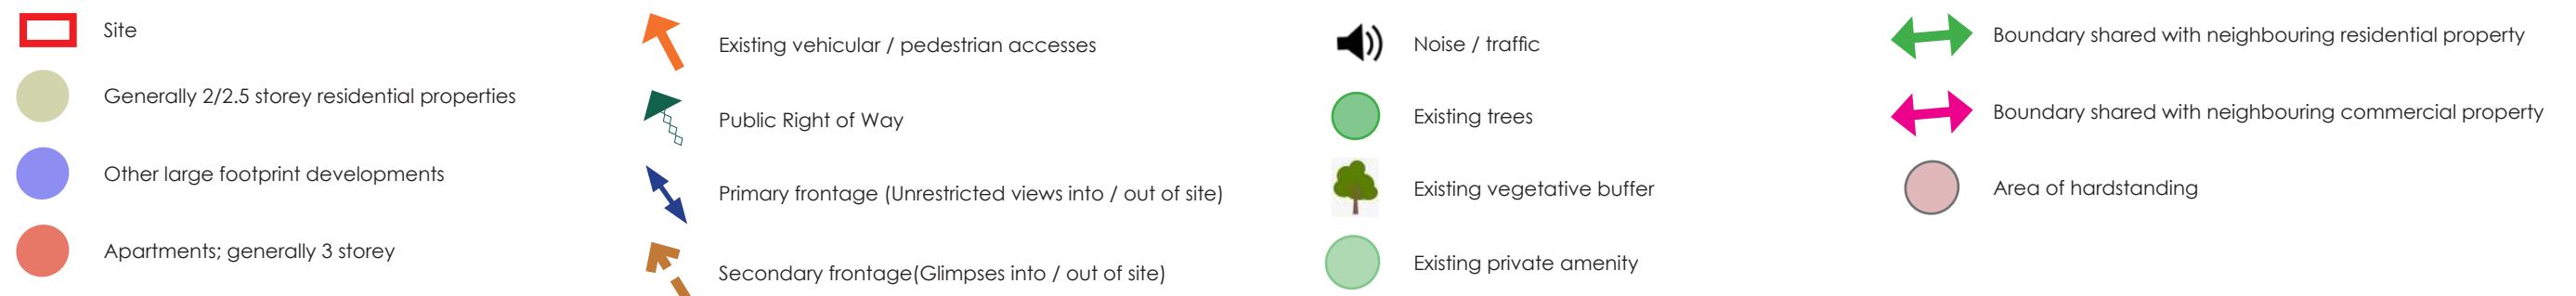 Site
Generally 2/2.5 storey residential properties
Other large footprint developments
Apartments; generally 3 storey
Existing vehicular / pedestrian accesses
Public Right of Way
Primary frontage (Unrestricted views into / out of site)
Secondary frontage(Glimpses into / out of site)
Noise / traffic
Existing trees
Existing vegetative buffer
Existing private amenity
Boundary shared with neighbouring residential property
Boundary shared with neighbouring commercial property
Area of hardstanding